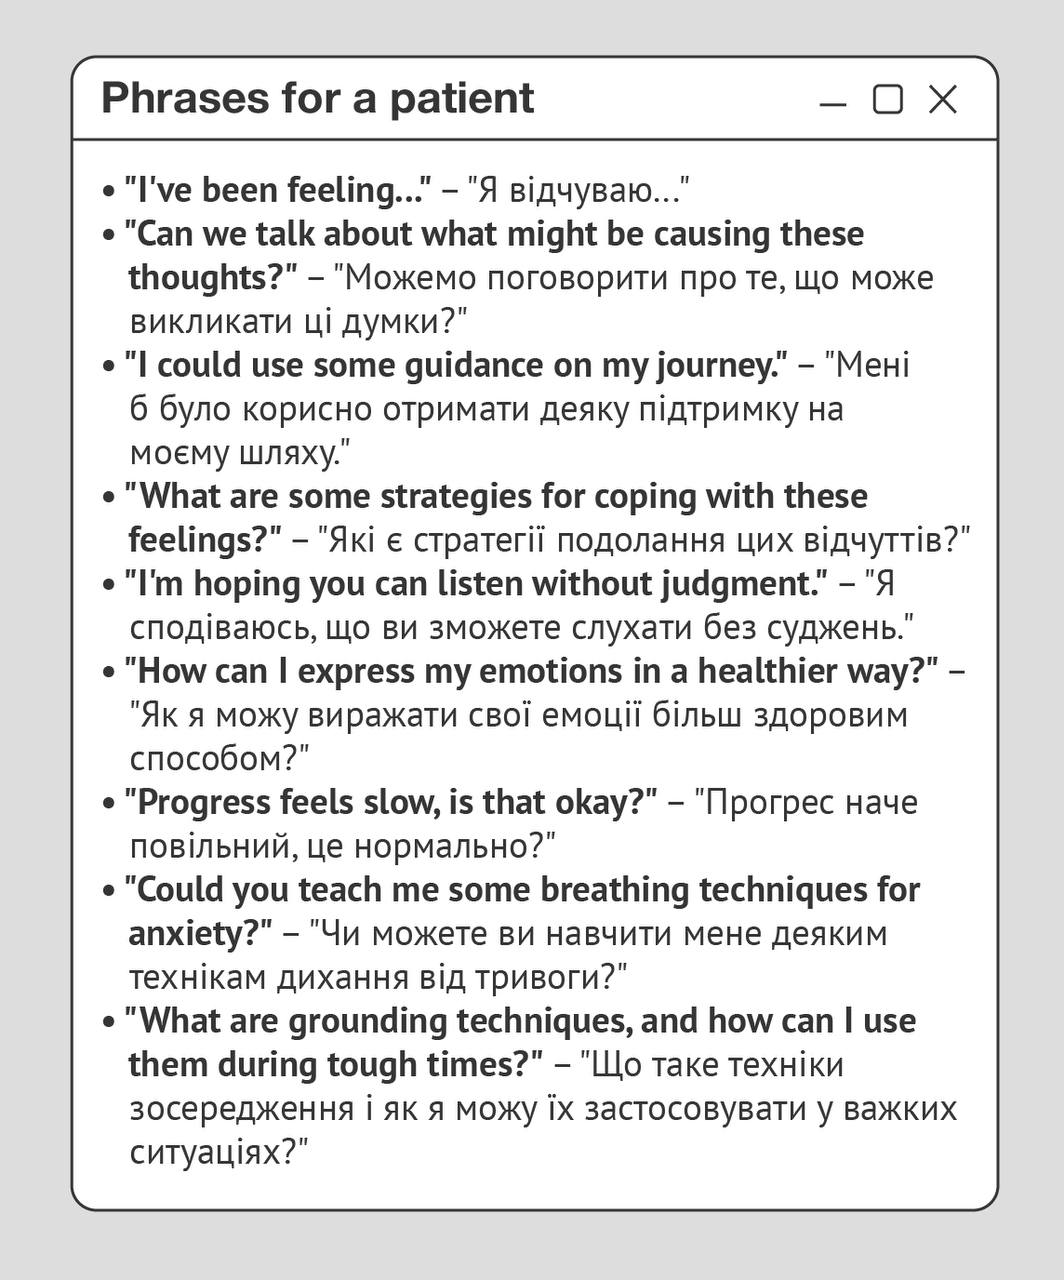 Phrases for a patient
• "I've been feeling..." – "Я відчуваю..."
• "Can we talk about what might be causing these
thoughts?" – "Можемо поговорити про те, що може
викликати ці думки?"
• "I could use some guidance on my journey." – "Мені
б було корисно отримати деяку підтримку на
моєму шляху."
• "What are some strategies for coping with these
feelings?" – "Які є стратегії подолання цих відчуттів?"
• "I'm hoping you can listen without judgment." – "Я
сподіваюсь, що ви зможете слухати без суджень."
• "How can I express my emotions in a healthier way?" –
"Як я можу виражати свої емоції більш здоровим
способом?"
• "Progress feels slow, is that okay?" – "Прогрес наче
повільний, це нормально?"
• "Could you teach me some breathing techniques for
anxiety?" – "Чи можете ви навчити мене деяким
технікам дихання від тривоги?"
• "What are grounding techniques, and how can I use
them during tough times?" – "Що таке техніки
зосередження і як я можу їх застосовувати у важких
ситуаціях?"